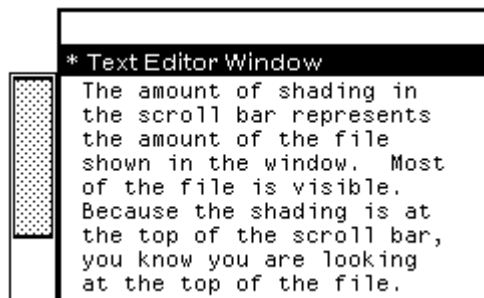 * Text Editor Window
The amount of shading in
the scroll bar represents
the amount of the file
shown in the window.  Most
of the file is visible.
Because the shading is at
the top of the scroll bar,
you know you are looking
at the top of the file.